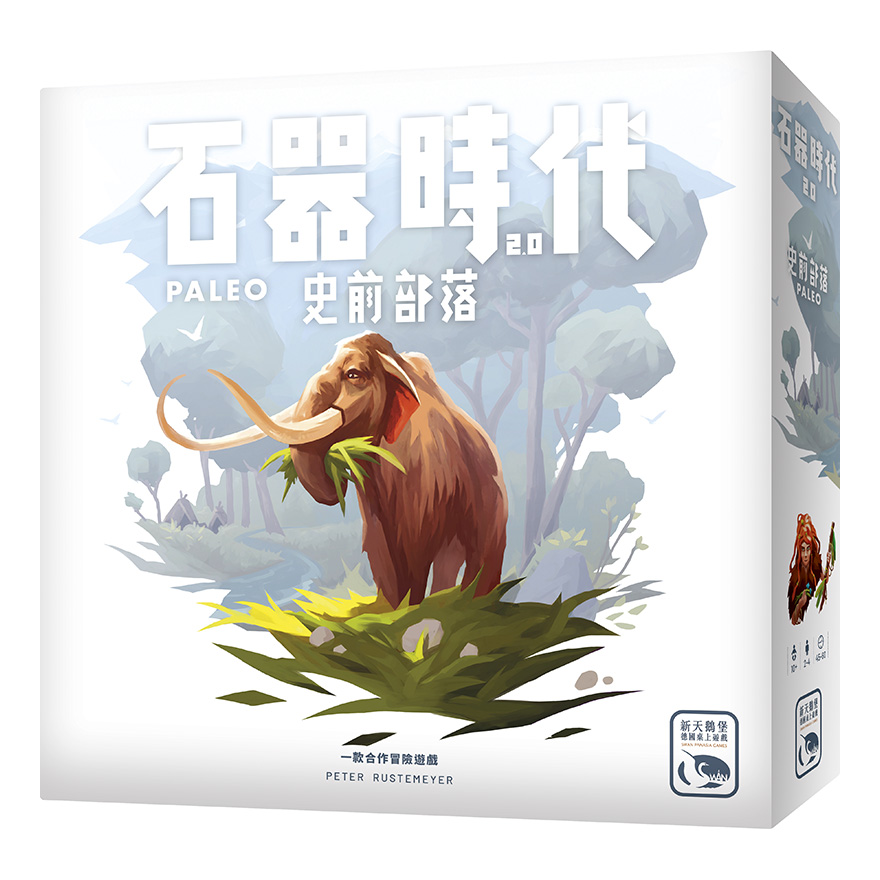 石器時代
2.0
PALEO 史前部落
一款合作冒險遊戲
PETER RUSTEMEYER
新天鵝堡
德國桌上遊戲
SWAN PANASIA GAMES
SWAN
石器時代
2.0
史前部落
PALEO
10+ 2-4 45-60
新天鵝堡
德國桌上遊戲